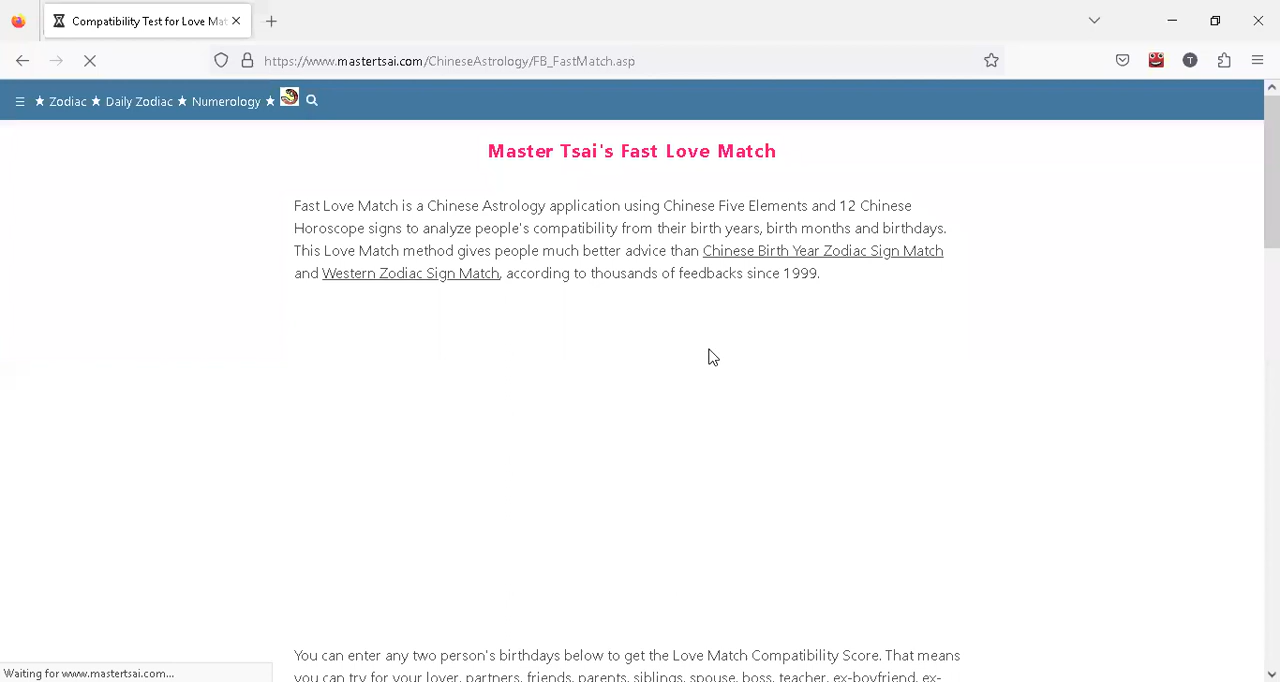 Compatibility Test for Love Mat
https://www.mastertsai.com/ChineseAstrology/FB_FastMatch.asp
T
☰ ★ Zodiac ★ Daily Zodiac ★ Numerology ★
Master Tsai's Fast Love Match
Fast Love Match is a Chinese Astrology application using Chinese Five Elements and 12 Chinese
Horoscope signs to analyze people's compatibility from their birth years, birth months and birthdays.
This Love Match method gives people much better advice than Chinese Birth Year Zodiac Sign Match
and Western Zodiac Sign Match, according to thousands of feedbacks since 1999.
You can enter any two person's birthdays below to get the Love Match Compatibility Score. That means
you can try for your lover, partners, friends, parents, siblings, spouse, boss, teacher, ex-boyfriend, ex-
Waiting for www.mastertsai.com...